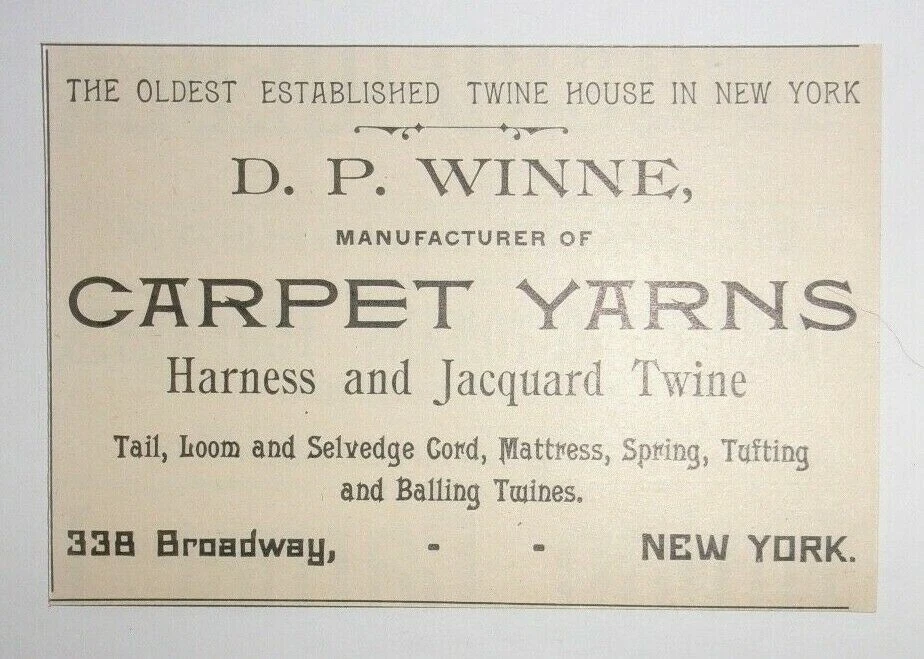 THE OLDEST ESTABLISHED TWINE HOUSE IN NEW YORK
D. P. WINNE,
MANUFACTURER OF
CARPET YARNS
Harness and Jacquard Twine
Tail, Loom and Selvedge Cord, Mattress, Spring, Tufting
and Balling Twines.
338 Broadway, - - NEW YORK.